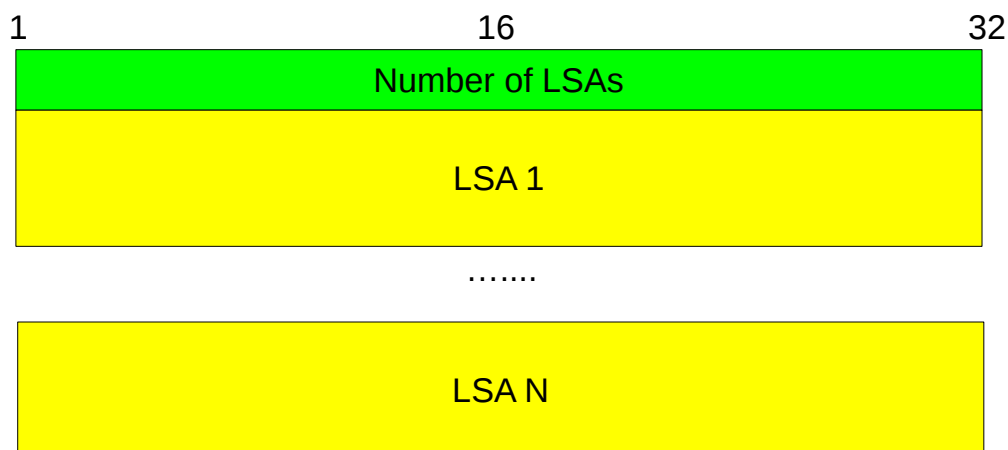 1 16 32
Number of LSAs
LSA 1
…....
LSA N